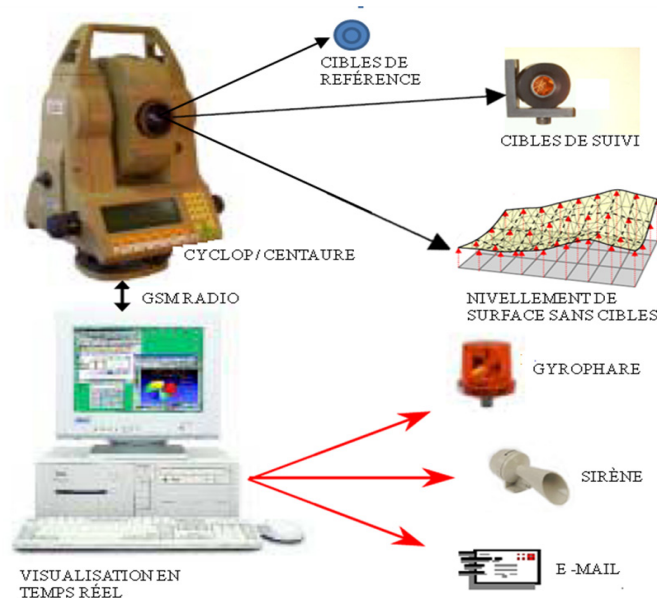 CIBLES DE
REFÉRENCE
CIBLES DE SUIVI
CYCLOP / CENTAURE
GSM RADIO
NIVELLEMENT DE
SURFACE SANS CIBLES
GYROPHARE
SIRÈNE
E -MAIL
VISUALISATION EN
TEMPS RÉEL